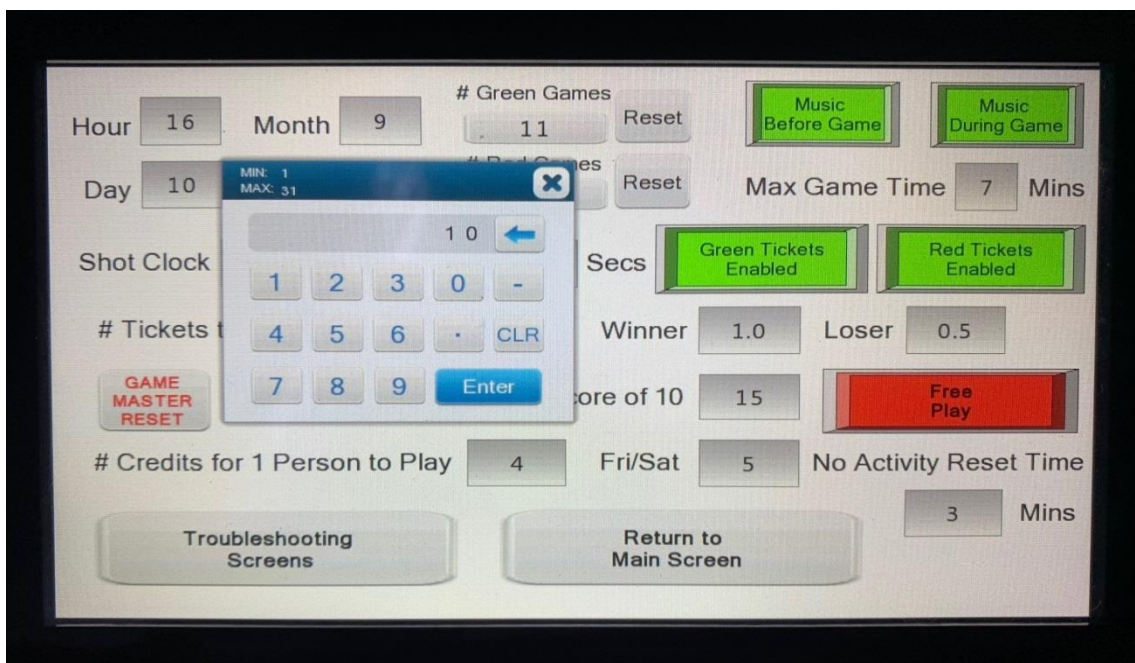 # Green Games
Hour 16 Month 9 11 Reset
Music
Before Game
Music
During Game
Day 10 Reset Max Game Time 7 Mins
MIN: 1
MAX: 31
10
Shot Clock Secs
Green Tickets
Enabled
Red Tickets
Enabled
1 2 3 0 -
# Tickets Winner 1.0 Loser 0.5
4 5 6 . CLR
GAME
MASTER
RESET
7 8 9 Enter
of 10 15
Free
Play
# Credits for 1 Person to Play 4 Fri/Sat 5 No Activity Reset Time
3 Mins
Troubleshooting
Screens
Return to
Main Screen